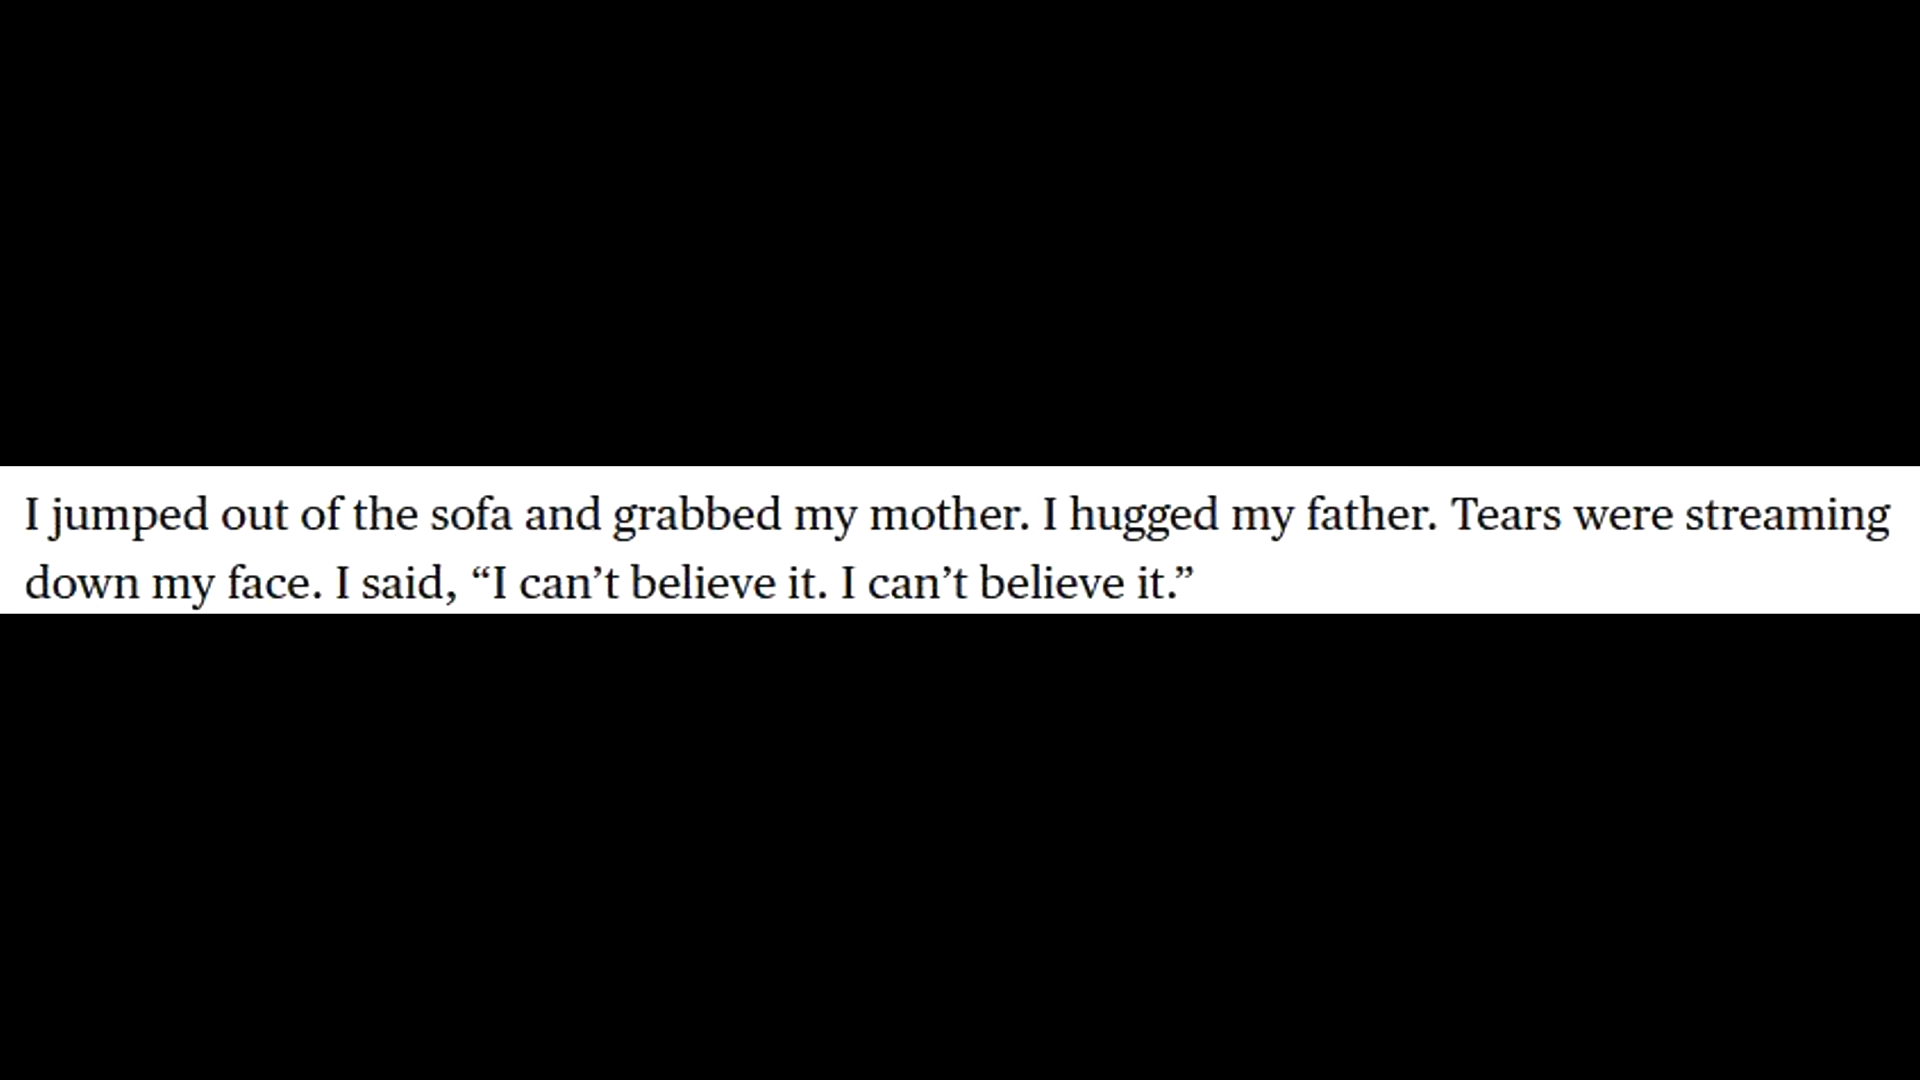 I jumped out of the sofa and grabbed my mother. I hugged my father. Tears were streaming
down my face. I said, “I can’t believe it. I can’t believe it.”